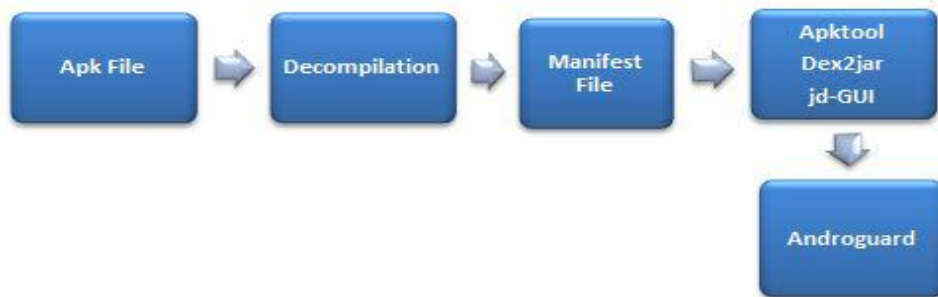 Apk File
Decompilation
Manifest
File
Apktool
Dex2jar
jd-GUI
Androguard